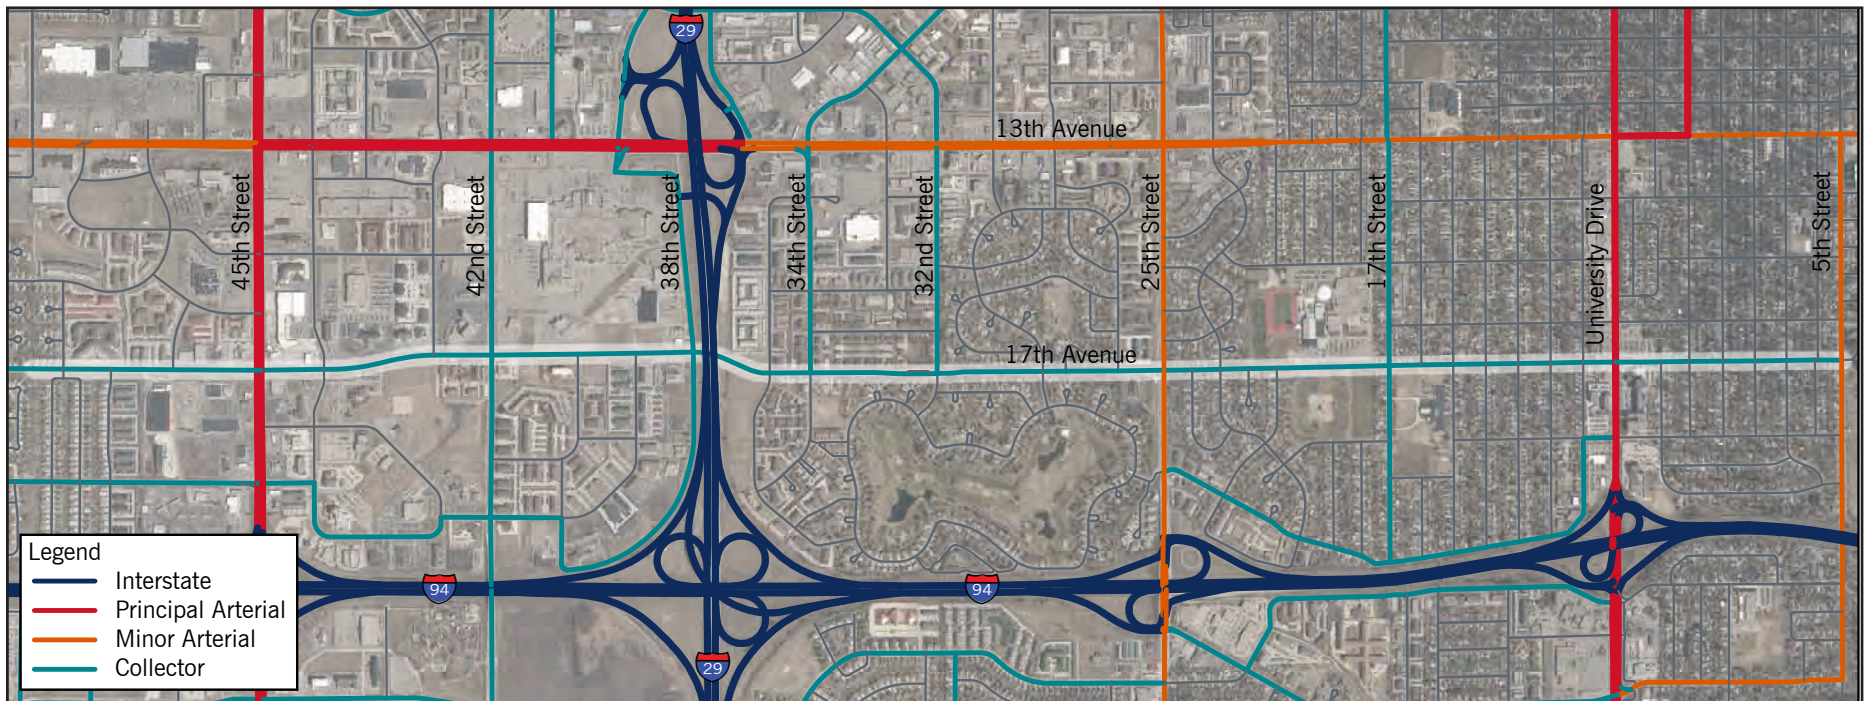 29
13th Avenue
45th Street
42nd Street
38th Street
34th Street
32nd Street
25th Street
17th Street
University Drive
5th Street
17th Avenue
Legend
Interstate
Principal Arterial
Minor Arterial
Collector
94
94
29